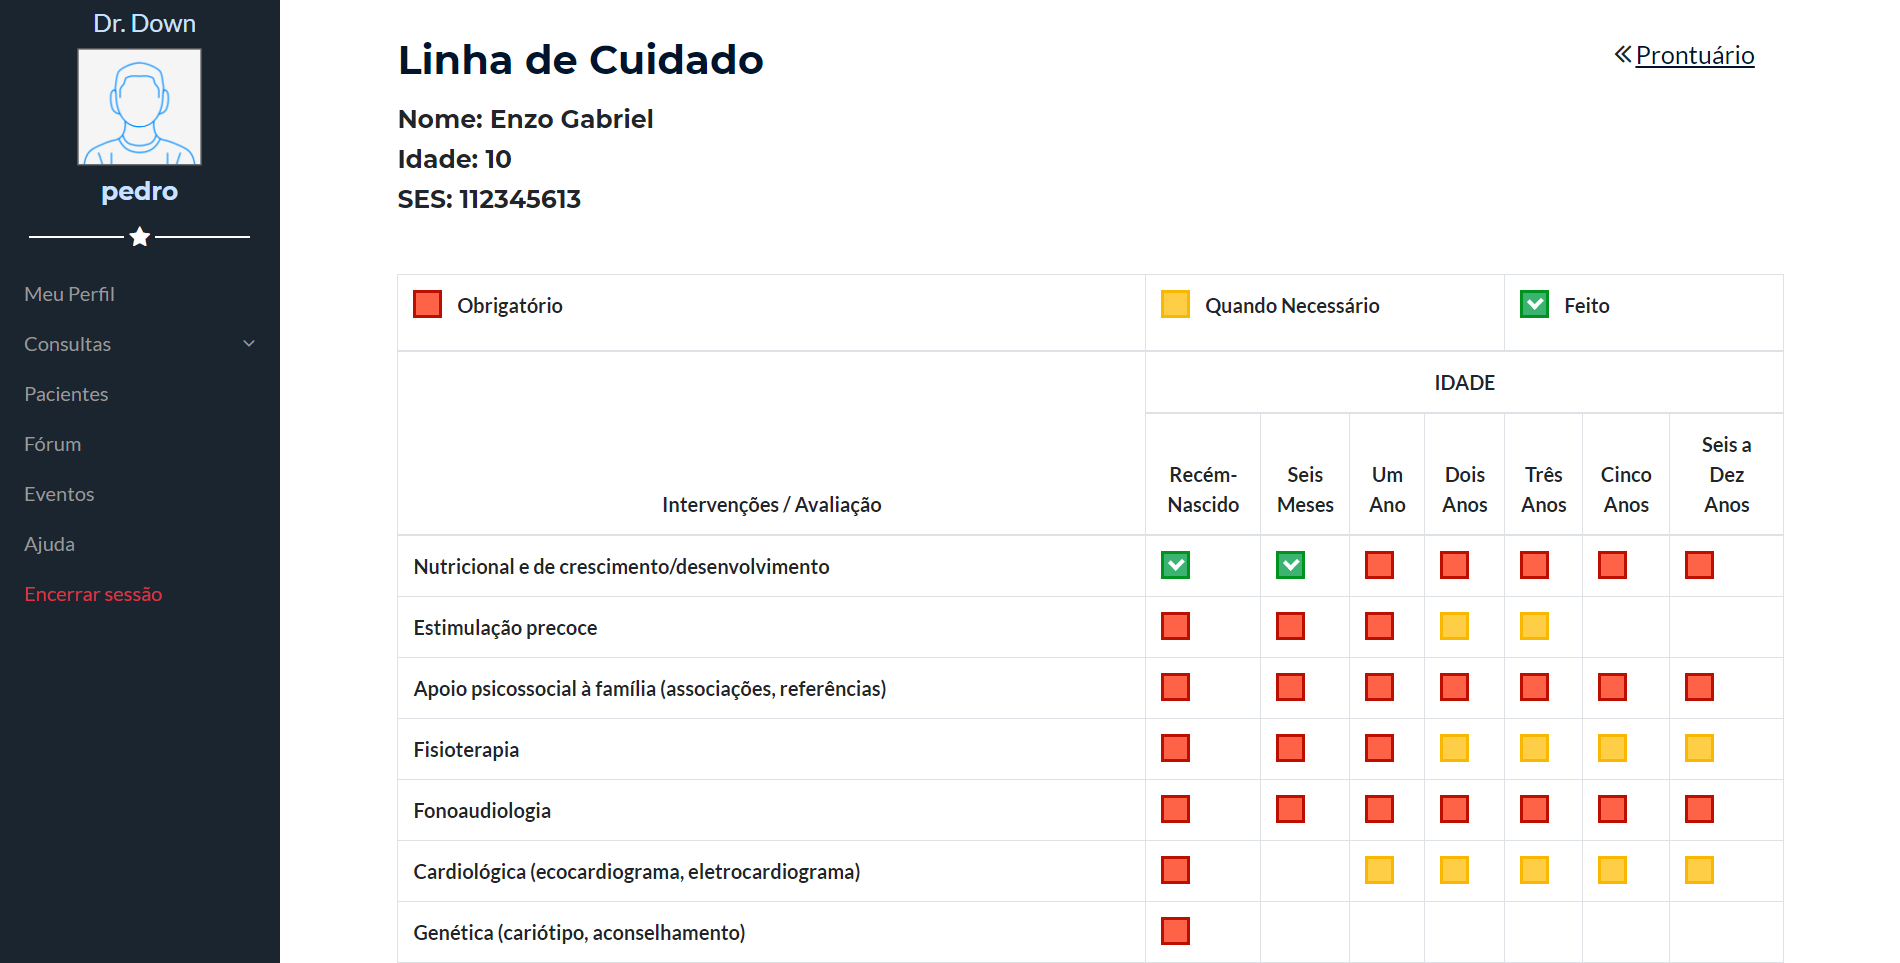 Dr. Down
pedro
Meu Perfil
Consultas
Pacientes
Fórum
Eventos
Ajuda
Encerrar sessão
Linha de Cuidado
Prontuário
Nome: Enzo Gabriel
Idade: 10
SES: 112345613
Obrigatório
Quando Necessário
Feito
IDADE
Intervenções / Avaliação
Recém-
Nascido
Seis
Meses
Um
Ano
Dois
Anos
Três
Anos
Cinco
Anos
Seis a
Dez
Anos
Nutricional e de crescimento/desenvolvimento
Estimulação precoce
Apoio psicossocial à família (associações, referências)
Fisioterapia
Fonoaudiologia
Cardiológica (ecocardiograma, eletrocardiograma)
Genética (cariótipo, aconselhamento)